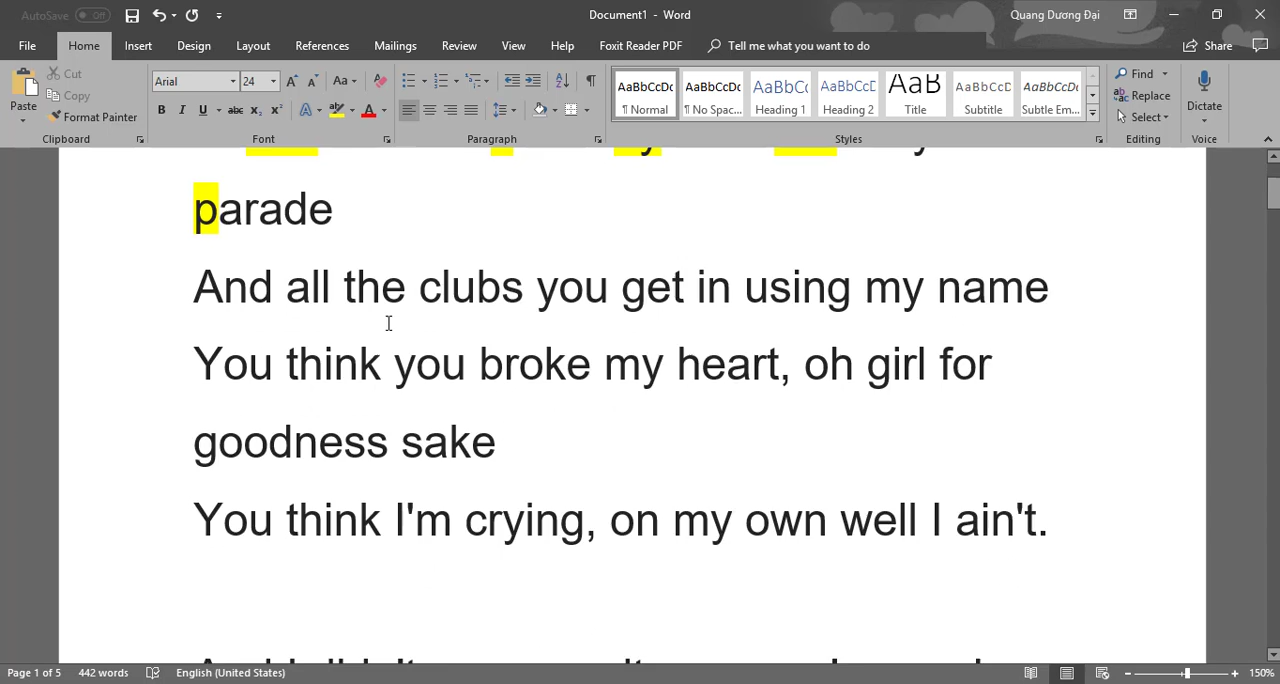 AutoSave Off Document1 - Word Quang Dương Đại
File Home Insert Design Layout References Mailings Review View Help Foxit Reader PDF Tell me what you want to do Share
Paste Cut Copy Format Painter
Arial 24 Aa A
B I U abc x₂ x² A A
AaBbCcDc AaBbCcDc AaBbCc AaBbCcC AaB AaBbCcD AaBbCcDc
¶ Normal ¶ No Spac... Heading 1 Heading 2 Title Subtitle Subtle Em...
Find Replace Select Dictate
Clipboard Font Paragraph Styles Editing Voice
parade
And all the clubs you get in using my name
You think you broke my heart, oh girl for
goodness sake
You think I'm crying, on my own well I ain't.
Page 1 of 5 442 words English (United States) 150%